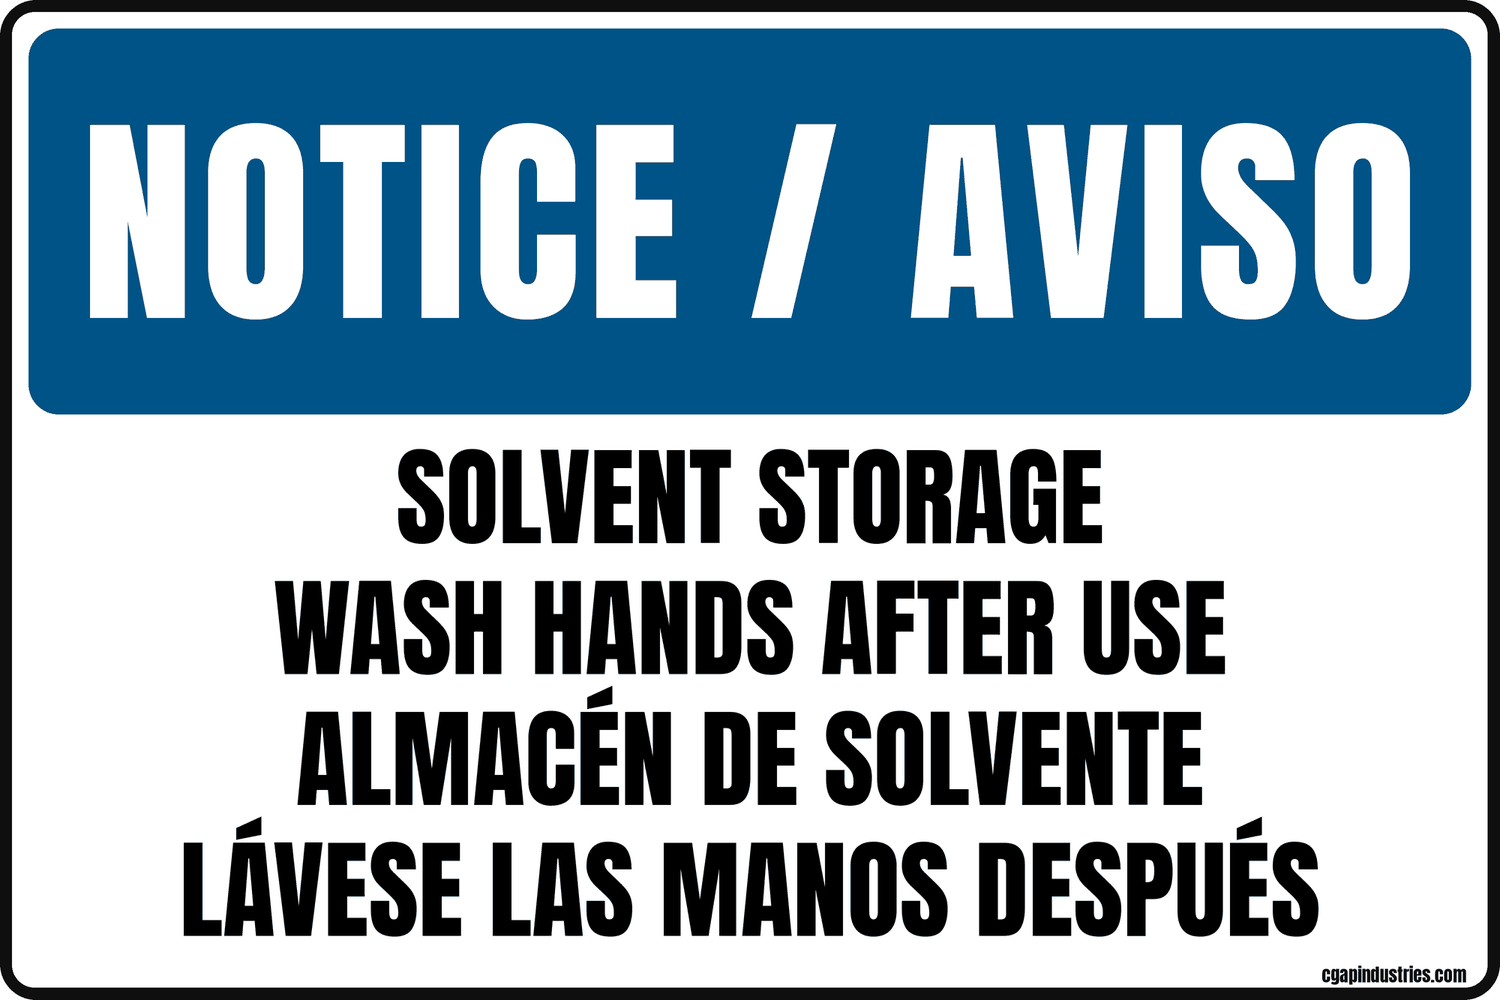 NOTICE / AVISO
SOLVENT STORAGE
WASH HANDS AFTER USE
ALMACÉN DE SOLVENTE
LÁVESE LAS MANOS DESPUÉS
cgapindustries.com